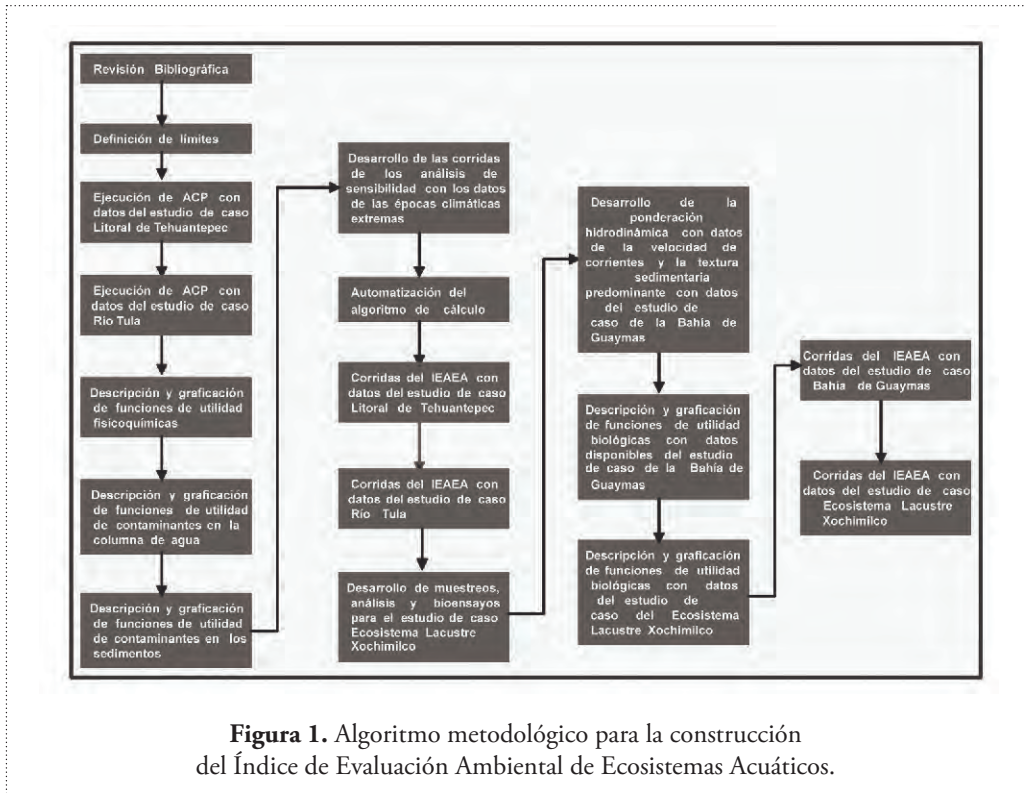 Revisión Bibliográfica
Definición de límites
Ejecución de ACP con
datos del estudio de caso
Litoral de Tehuantepec
Ejecución de ACP con
datos del estudio de caso
Río Tula
Descripción y graficación
de funciones de utilidad
fisicoquímicas
Descripción y graficación
de funciones de utilidad
de contaminantes en la
columna de agua
Descripción y graficación
de funciones de utilidad
de contaminantes en los
sedimentos
Desarrollo de las corridas
de los análisis de
sensibilidad con los datos
de las épocas climáticas
extremas
Automatización del
algoritmo de cálculo
Corridas del IEAEA con
datos del estudio de caso
Litoral de Tehuantepec
Corridas del IEAEA con
datos del estudio de caso
Río Tula
Desarrollo de muestreos,
análisis y bioensayos
para el estudio de caso
Ecosistema Lacustre
Xochimilco
Desarrollo de la
ponderación
hidrodinámica con datos
de la velocidad de
corrientes y la textura
sedimentaria
predominante con datos
del estudio de
caso de la Bahía de
Guaymas
Descripción y graficación
de funciones de utilidad
biológicas con datos
disponibles del estudio
de caso de la Bahía de
Guaymas
Descripción y graficación
de funciones de utilidad
biológicas con datos
del estudio de
caso del Ecosistema
Lacustre Xochimilco
Corridas del IEAEA con
datos del estudio de caso
Bahía de Guaymas
Corridas del IEAEA con
datos del estudio de caso
Ecosistema Lacustre
Xochimilco
Figura 1. Algoritmo metodológico para la construcción
del Índice de Evaluación Ambiental de Ecosistemas Acuáticos.